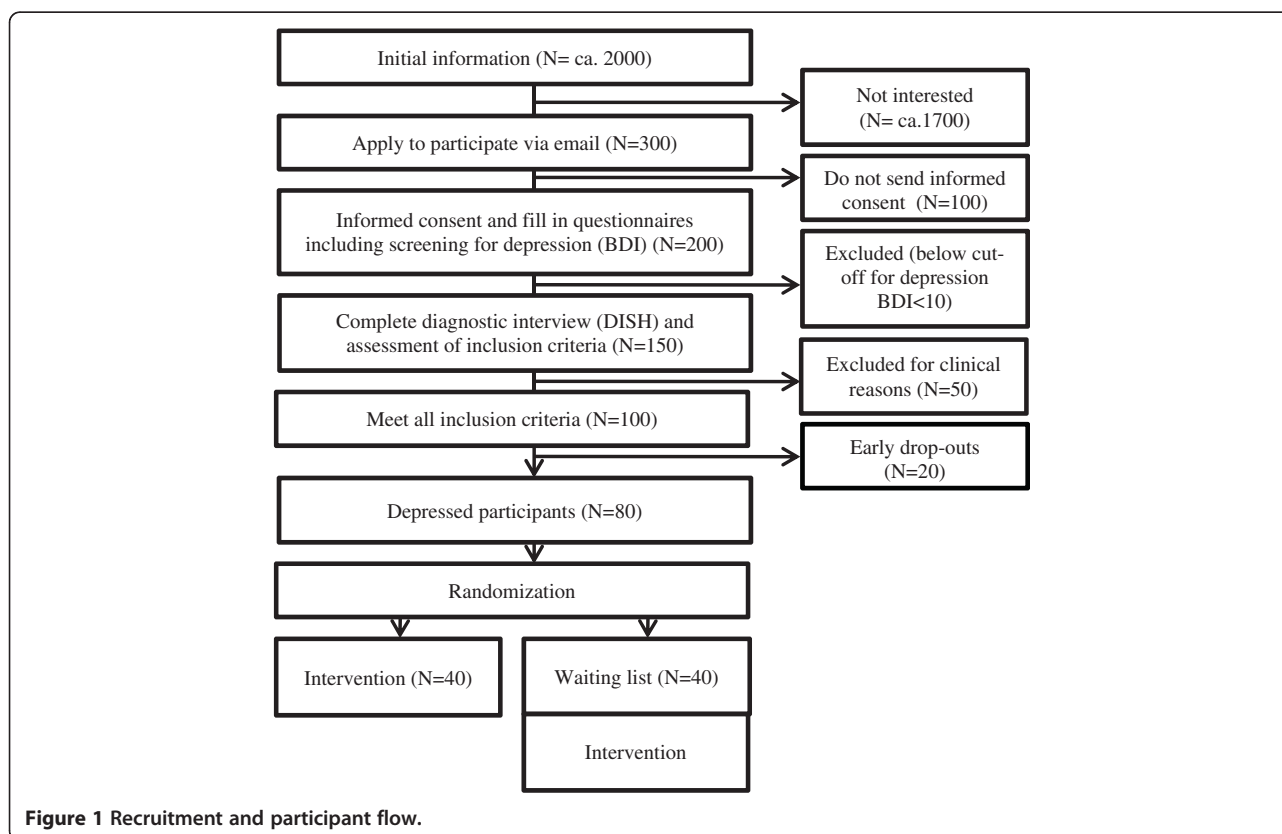 Initial information (N= ca. 2000)
Not interested
(N= ca.1700)
Apply to participate via email (N=300)
Do not send informed
consent (N=100)
Informed consent and fill in questionnaires
including screening for depression (BDI) (N=200)
Excluded (below cut-
off for depression
BDI<10)
Complete diagnostic interview (DISH) and
assessment of inclusion criteria (N=150)
Excluded for clinical
reasons (N=50)
Meet all inclusion criteria (N=100)
Early drop-outs
(N=20)
Depressed participants (N=80)
Randomization
Intervention (N=40)
Waiting list (N=40)
Intervention
Figure 1 Recruitment and participant flow.